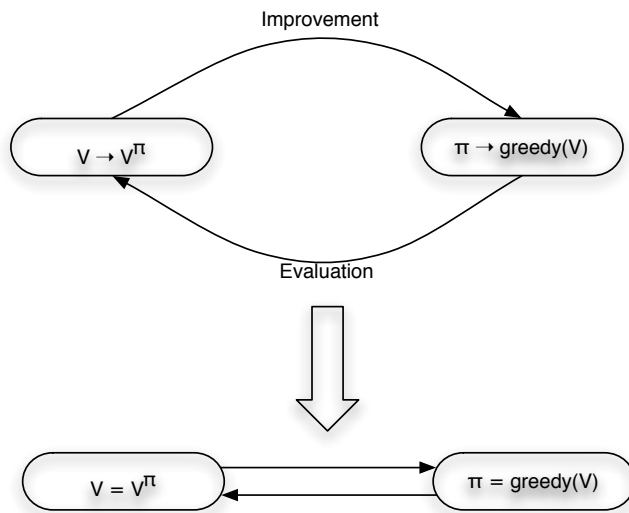 Improvement
V → V^π
π → greedy(V)
Evaluation
V = V^π
π = greedy(V)